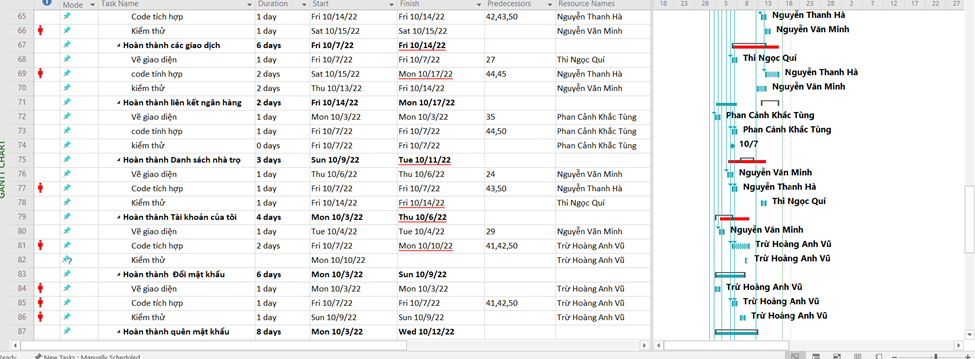 Mode Task Name Duration Start Finish Predecessors Resource Names 18 23 28 3 8 13 18 23 28
65 Code tích hợp 1 day Fri 10/14/22 Fri 10/14/22 42,43,50 Nguyễn Thanh Hà Nguyễn Thanh Hà
66 Kiểm thử 1 day Sat 10/15/22 Sat 10/15/22 Nguyễn Văn Minh Nguyễn Văn Minh
67 Hoàn thành các giao dịch 6 days Fri 10/7/22 Fri 10/14/22
68 Vẽ giao diện 1 day Fri 10/7/22 Fri 10/7/22 27 Thi Ngọc Quí Thi Ngọc Quí
69 code tích hợp 2 days Sat 10/15/22 Mon 10/17/22 44,45 Nguyễn Thanh Hà Nguyễn Thanh Hà
70 kiểm thử 2 days Thu 10/13/22 Fri 10/14/22 Nguyễn Văn Minh Nguyễn Văn Minh
71 Hoàn thành liên kết ngân hàng 2 days Fri 10/14/22 Mon 10/17/22
72 Vẽ giao diện 1 day Mon 10/3/22 Mon 10/3/22 35 Phan Cảnh Khắc Tùng Phan Cảnh Khắc Tùng
73 code tính hợp 1 day Fri 10/7/22 Fri 10/7/22 44,50 Phan Cảnh Khắc Tùng Phan Cảnh Khắc Tùng
74 kiểm thử 0 days Fri 10/7/22 Fri 10/7/22 Phan Cảnh Khắc Tùng 10/7
75 Hoàn thành Danh sách nhà trợ 3 days Sun 10/9/22 Tue 10/11/22
76 Vẽ giao diện 1 day Thu 10/6/22 Thu 10/6/22 24 Nguyễn Văn Minh Nguyễn Văn Minh
77 Code tích hợp 1 day Fri 10/7/22 Fri 10/7/22 43,50 Nguyễn Thanh Hà Nguyễn Thanh Hà
78 Kiểm thử 1 day Fri 10/14/22 Fri 10/14/22 Thi Ngọc Quí Thi Ngọc Quí
79 Hoàn thành Tài khoản của tôi 4 days Mon 10/3/22 Thu 10/6/22
80 Vẽ giao diện 1 day Tue 10/4/22 Tue 10/4/22 29 Nguyễn Văn Minh Nguyễn Văn Minh
81 Code tích hợp 2 days Fri 10/7/22 Mon 10/10/22 41,42,50 Trừ Hoàng Anh Vũ Trừ Hoàng Anh Vũ
82 Kiểm thử Mon 10/10/22 Trừ Hoàng Anh Vũ Trừ Hoàng Anh Vũ
83 Hoàn thành Đổi mật khẩu 6 days Mon 10/3/22 Sun 10/9/22
84 Vẽ giao diện 1 day Mon 10/3/22 Mon 10/3/22 Trừ Hoàng Anh Vũ Trừ Hoàng Anh Vũ
85 Code tích hợp 1 day Fri 10/7/22 Fri 10/7/22 41,42,50 Trừ Hoàng Anh Vũ Trừ Hoàng Anh Vũ
86 Kiểm thử 1 day Sun 10/9/22 Sun 10/9/22 Trừ Hoàng Anh Vũ Trừ Hoàng Anh Vũ
87 Hoàn thành quên mật khẩu 8 days Mon 10/3/22 Wed 10/12/22
GANTT CHART
New Tasks : Manually Scheduled